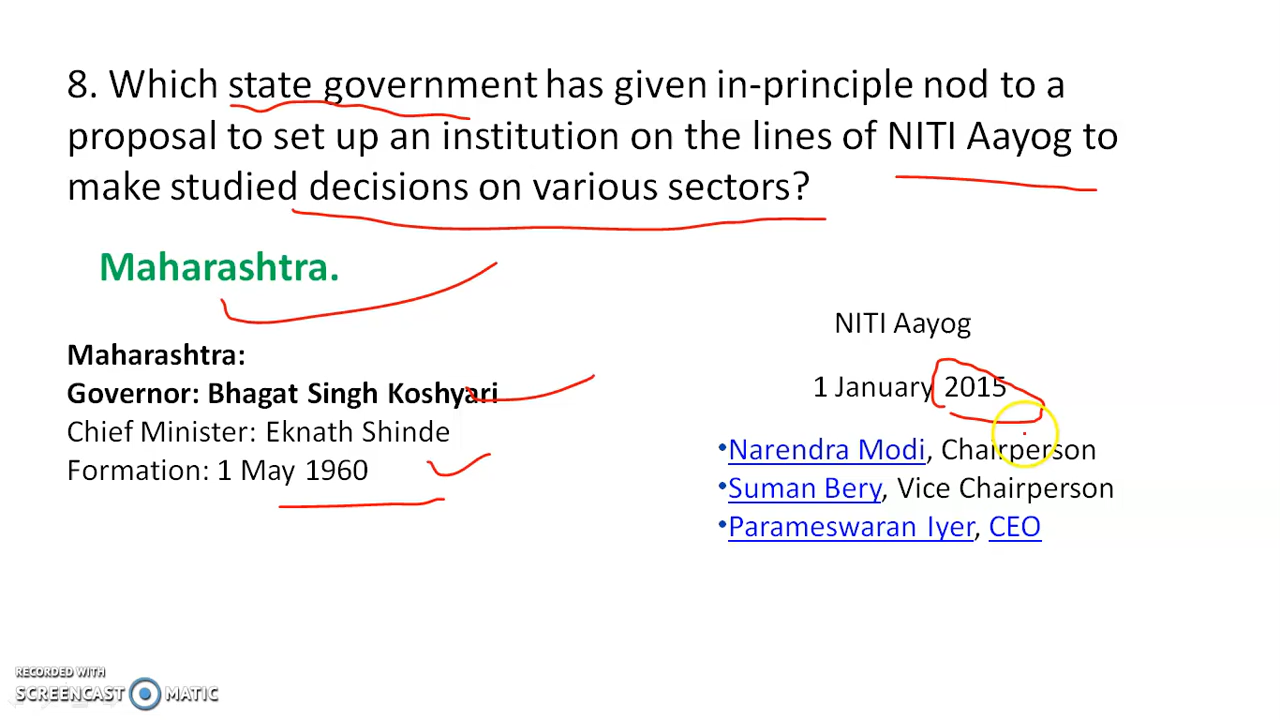 8. Which state government has given in-principle nod to a
proposal to set up an institution on the lines of NITI Aayog to
make studied decisions on various sectors?
Maharashtra.
Maharashtra:
Governor: Bhagat Singh Koshyari
Chief Minister: Eknath Shinde
Formation: 1 May 1960
NITI Aayog
1 January 2015
•Narendra Modi, Chairperson
•Suman Bery, Vice Chairperson
•Parameswaran Iyer, CEO
RECORDED WITH
SCREENCAST MATIC